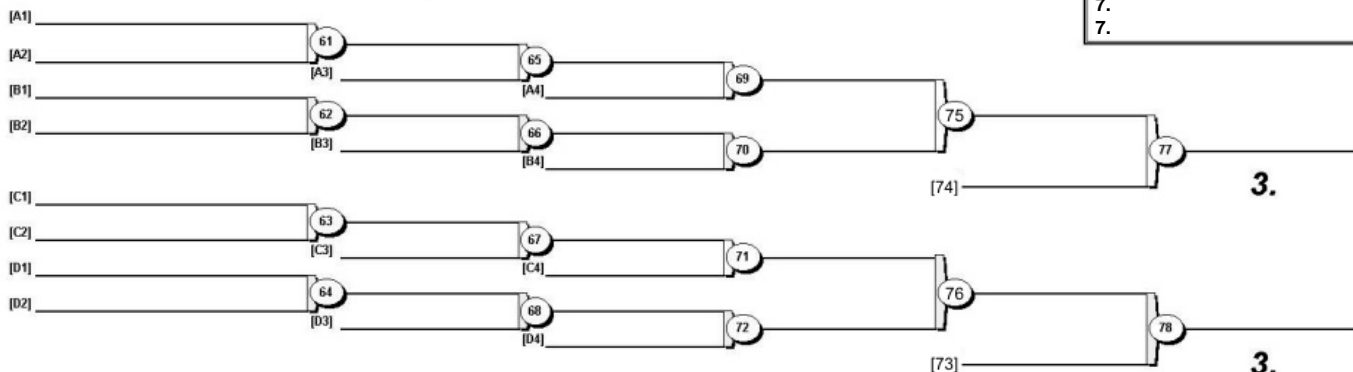 7.
7.
[A1]
61
[A2]
[A3]
65
[A4]
69
[B1]
62
[B2]
[B3]
66
[B4]
70
75
[74]
77
3.
[C1]
63
[C2]
[C3]
67
[C4]
71
[D1]
64
[D2]
[D3]
68
[D4]
72
76
[73]
78
3.